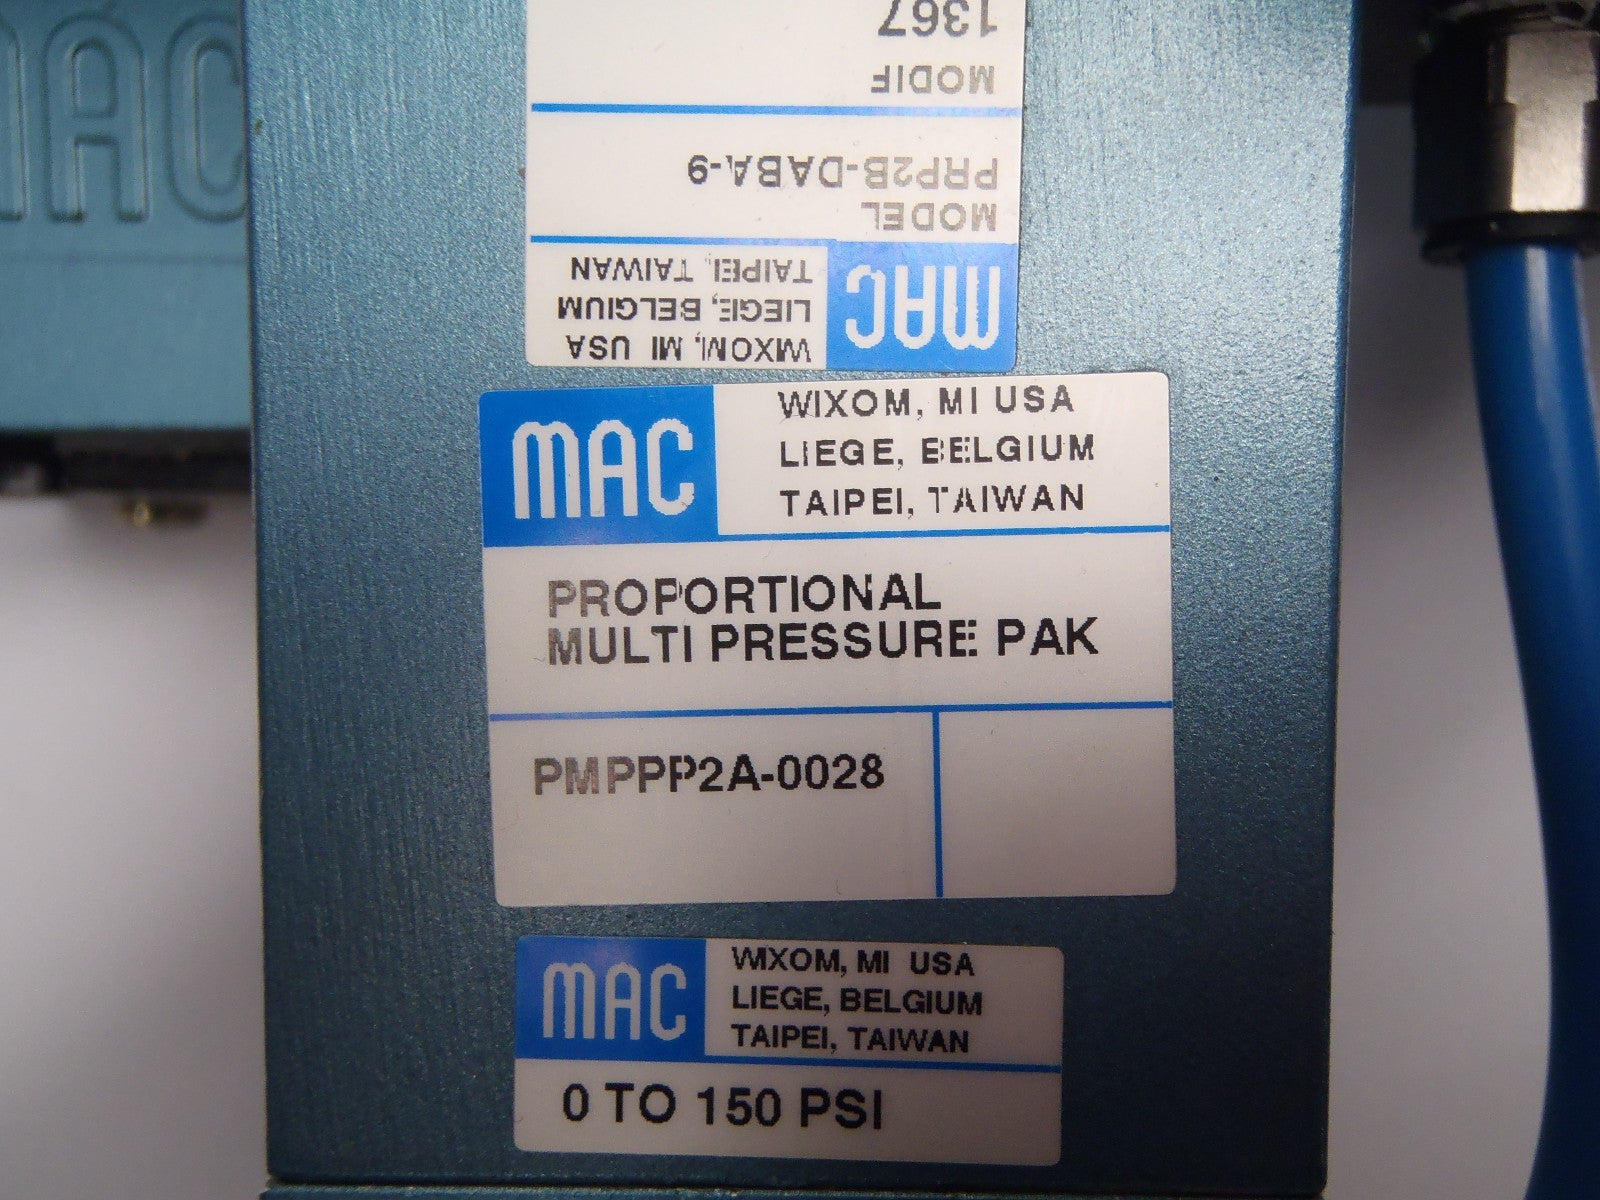 MAC
1367
MODIF
PRP2B-DABA-9
MODEL
MAC
TAIPEI, TAIWAN
LIEGE, BELGIUM
WIXOM, MI USA
MAC
WIXOM, MI USA
LIEGE, BELGIUM
TAIPEI, TAIWAN
PROPORTIONAL
MULTI PRESSURE PAK
PMPPP2A-0028
MAC
WIXOM, MI USA
LIEGE, BELGIUM
TAIPEI, TAIWAN
0 TO 150 PSI